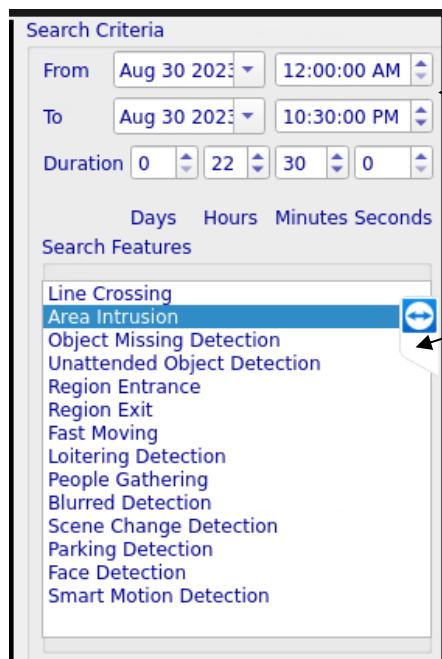 Search Criteria
From Aug 30 2023 12:00:00 AM
To Aug 30 2023 10:30:00 PM
Duration 0 22 30 0
Days Hours Minutes Seconds
Search Features
Line Crossing
Area Intrusion
Object Missing Detection
Unattended Object Detection
Region Entrance
Region Exit
Fast Moving
Loitering Detection
People Gathering
Blurred Detection
Scene Change Detection
Parking Detection
Face Detection
Smart Motion Detection